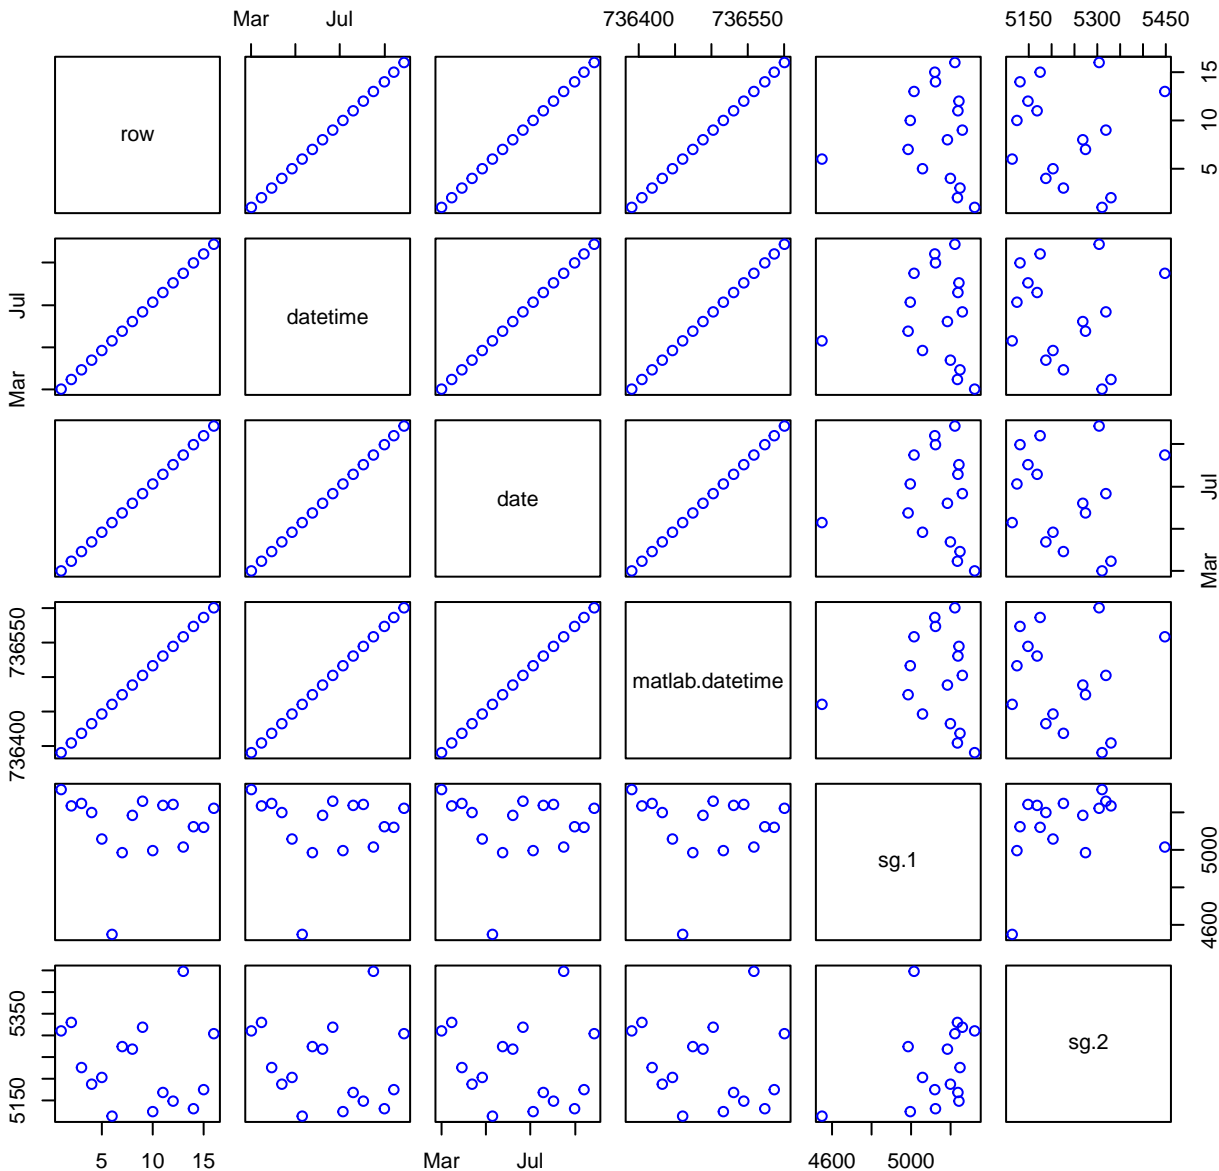 Mar Jul 736400 736550 5150 5300 5450
row
5 10 15
Mar Jul
datetime
date
Mar Jul
736400 736550
matlab.datetime
sg.1
4600 5000
5150 5350
sg.2
5 10 15 Mar Jul 4600 5000